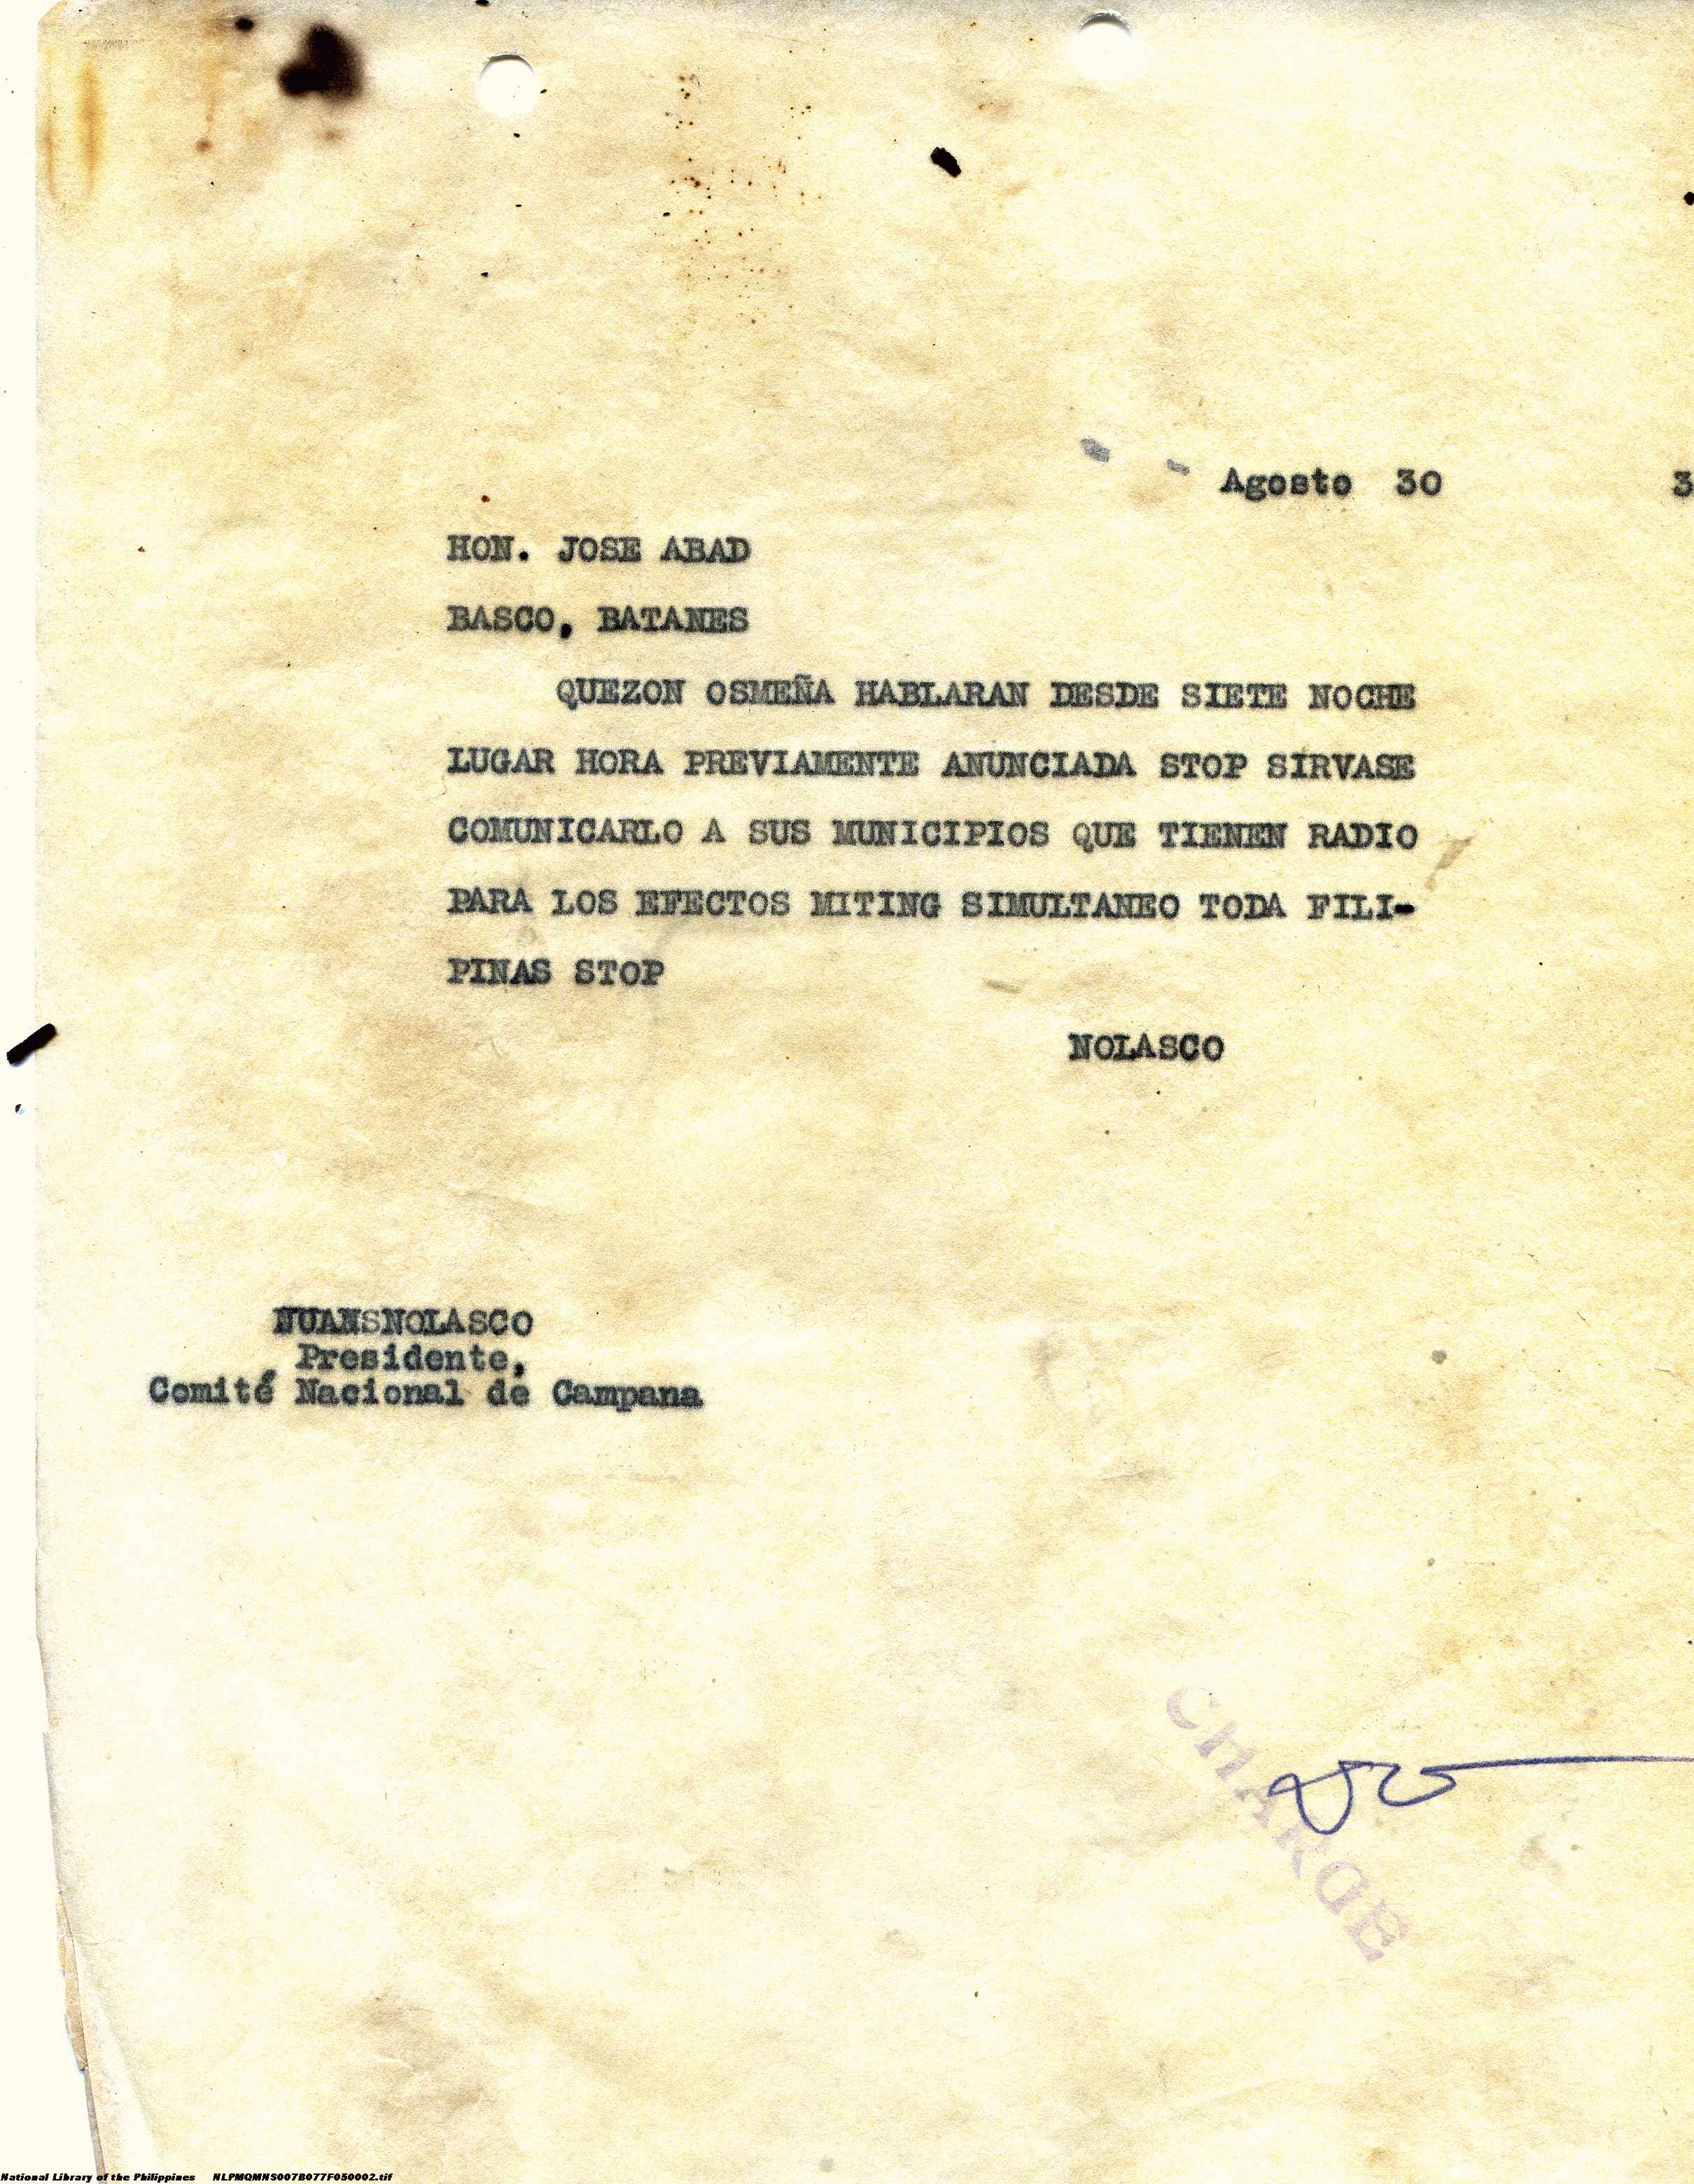 Agosto 30 3
HON. JOSE ABAD
BASCO, BATANES
QUEZON OSMEÑA HABLARAN DESDE SIETE NOCHE
LUGAR HORA PREVIAMENTE ANUNCIADA STOP SIRVASE
COMUNICARLO A SUS MUNICIPIOS QUE TIENEN RADIO
PARA LOS EFECTOS MITING SIMULTANEO TODA FILI-
PINAS STOP
NOLASCO
NOLASCO
Presidente,
Comité Nacional de Campana
CHARGE
National Library of the Philippines NLPMQMNS007B077F050002.tif